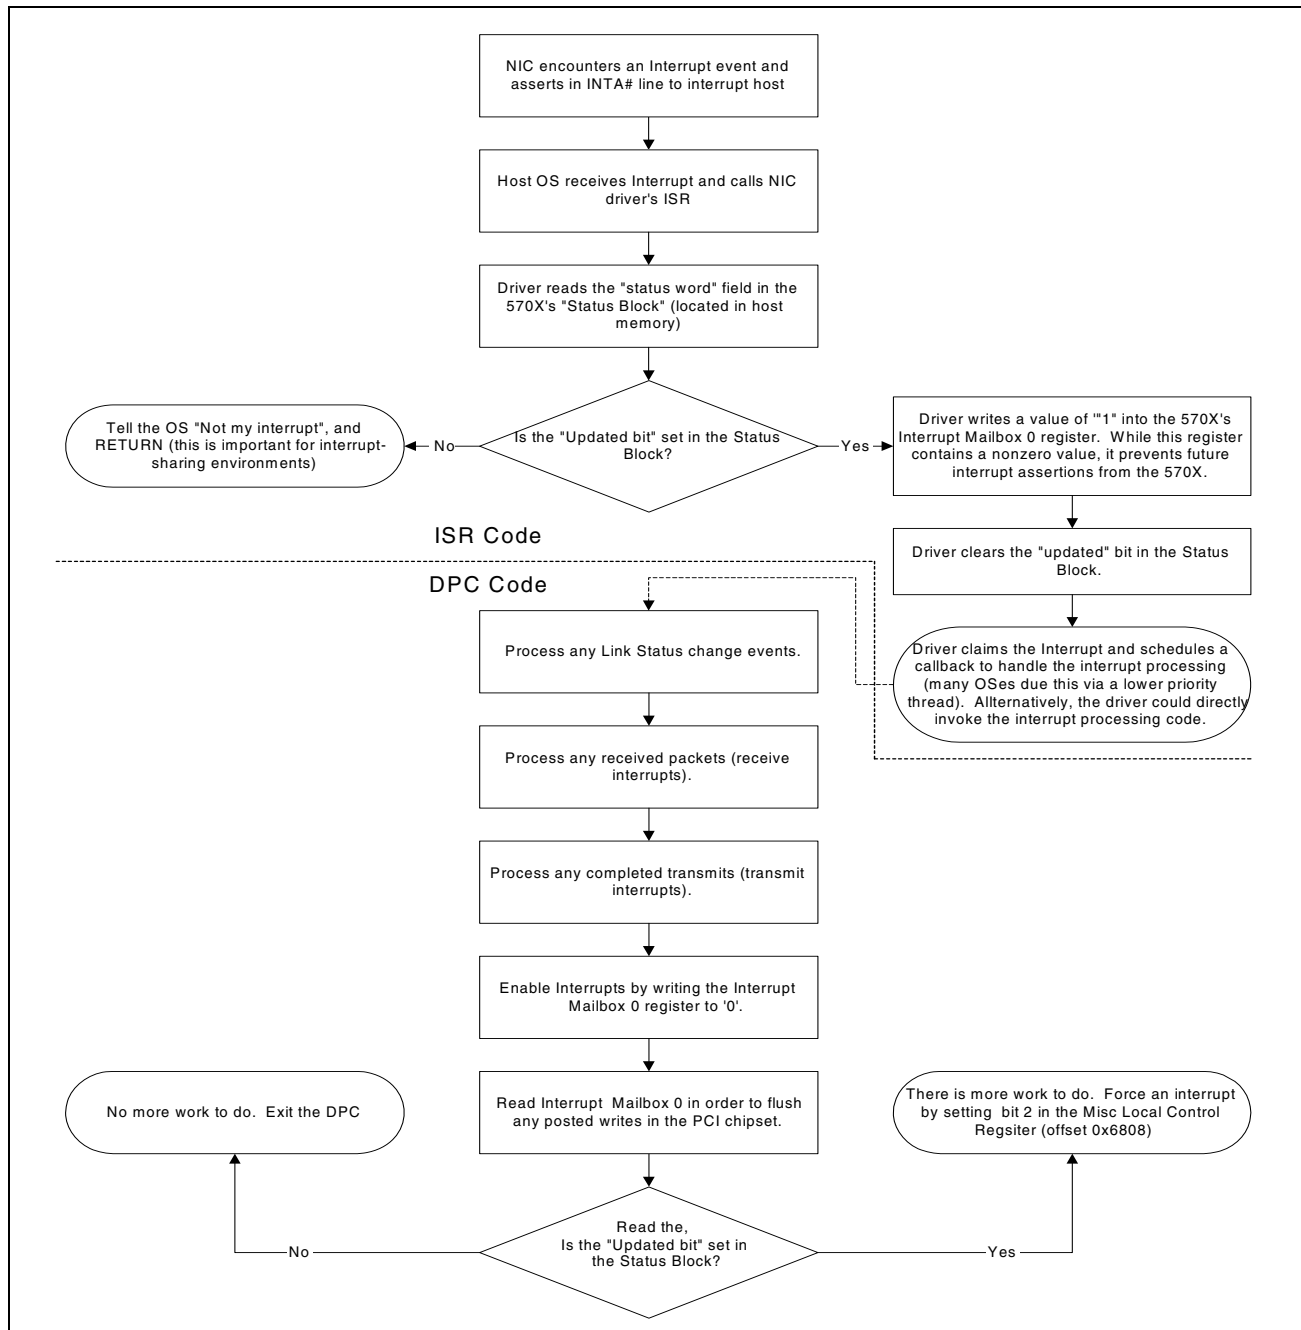 NIC encounters an Interrupt event and
asserts in INTA# line to interrupt host
Host OS receives Interrupt and calls NIC
driver's ISR
Driver reads the "status word" field in the
570X's "Status Block" (located in host
memory)
Is the "Updated bit" set in the Status
Block?
No
Tell the OS "Not my interrupt", and
RETURN (this is important for interrupt-
sharing environments)
Yes
Driver writes a value of '"1" into the 570X's
Interrupt Mailbox 0 register.  While this register
contains a nonzero value, it prevents future
interrupt assertions from the 570X.
Driver clears the "updated" bit in the Status
Block.
Driver claims the Interrupt and schedules a
callback to handle the interrupt processing
(many OSes due this via a lower priority
thread).  Allternatively, the driver could directly
invoke the interrupt processing code.
ISR Code
DPC Code
Process any Link Status change events.
Process any received packets (receive
interrupts).
Process any completed transmits (transmit
interrupts).
Enable Interrupts by writing the Interrupt
Mailbox 0 register to '0'.
Read Interrupt  Mailbox 0 in order to flush
any posted writes in the PCI chipset.
Read the,
Is the "Updated bit" set in
the Status Block?
No
No more work to do.  Exit the DPC
Yes
There is more work to do.  Force an interrupt
by setting  bit 2 in the Misc Local Control
Regsiter (offset 0x6808)